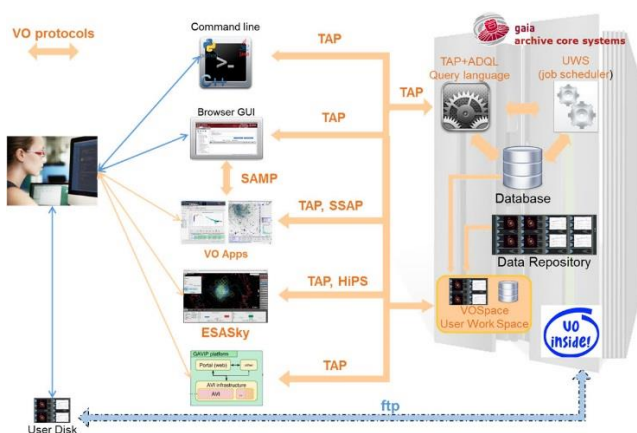 VO protocols
Command line
C++
>_
Browser GUI
SAMP
VO Apps
ESASky
GAVIP platform
Portal (web)
other
AVI infrastructure
AVI
...
User Disk
TAP
TAP
TAP, SSAP
TAP, HiPS
TAP
TAP
ftp
gaia
archive core systems
TAP+ADQL
Query language
UWS
(job scheduler)
Database
Data Repository
VOSpace
User Work Space
VO
inside!